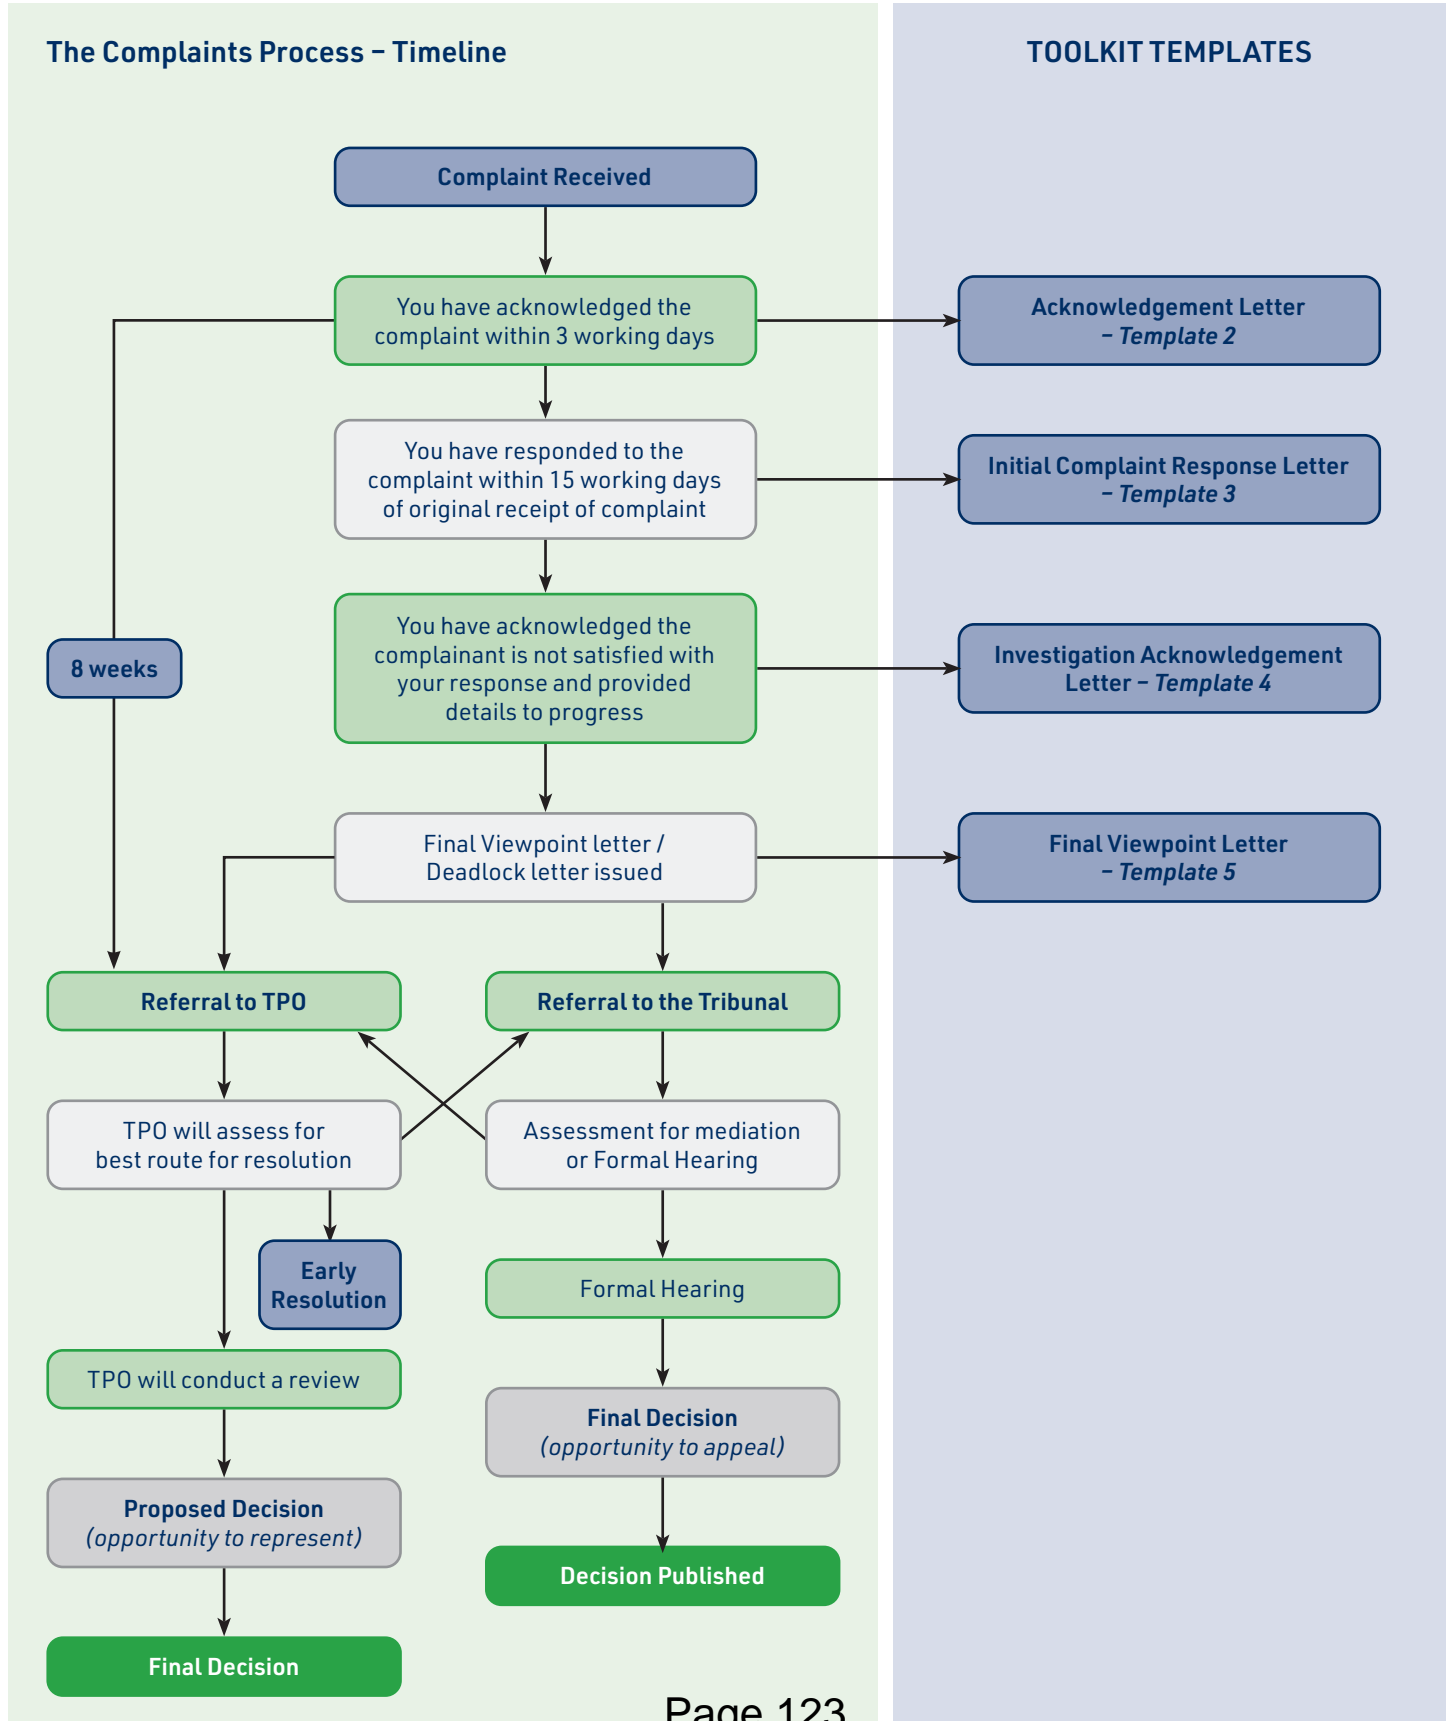 The Complaints Process – Timeline
TOOLKIT TEMPLATES
Complaint Received
You have acknowledged the
complaint within 3 working days
Acknowledgement Letter
– Template 2
You have responded to the
complaint within 15 working days
of original receipt of complaint
Initial Complaint Response Letter
– Template 3
You have acknowledged the
complainant is not satisfied with
your response and provided
details to progress
Investigation Acknowledgement
Letter – Template 4
8 weeks
Final Viewpoint letter /
Deadlock letter issued
Final Viewpoint Letter
– Template 5
Referral to TPO
Referral to the Tribunal
TPO will assess for
best route for resolution
Assessment for mediation
or Formal Hearing
Early
Resolution
Formal Hearing
TPO will conduct a review
Final Decision
(opportunity to appeal)
Proposed Decision
(opportunity to represent)
Decision Published
Final Decision
Page 123